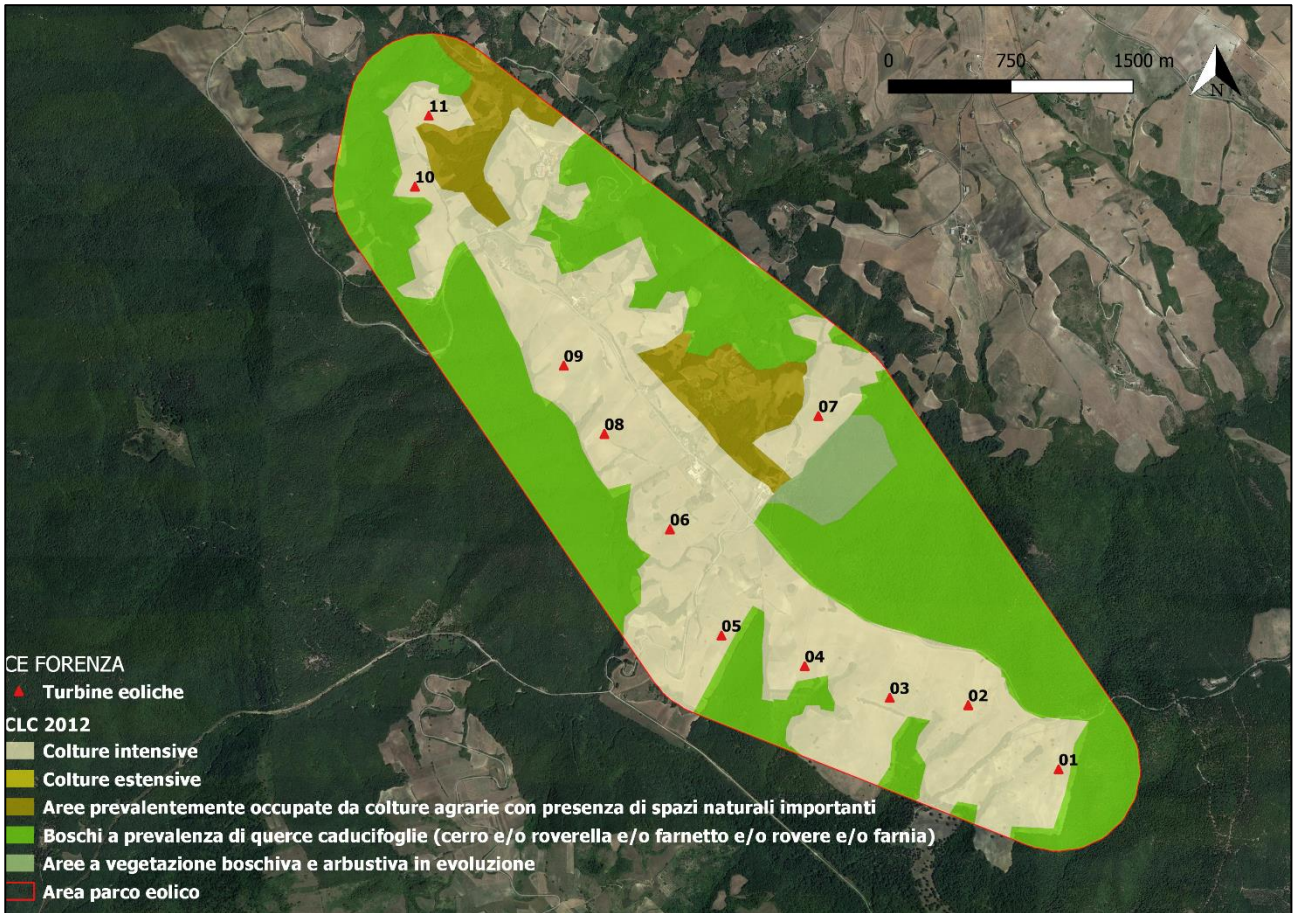 0 750 1500 m
N
11
10
09
08
07
06
05
04
03
02
01
CE FORENZA
Turbine eoliche
CLC 2012
Colture intensive
Colture estensive
Aree prevalentemente occupate da colture agrarie con presenza di spazi naturali importanti
Boschi a prevalenza di querce caducifoglie (cerro e/o roverella e/o farnetto e/o rovere e/o farnia)
Aree a vegetazione boschiva e arbustiva in evoluzione
Area parco eolico